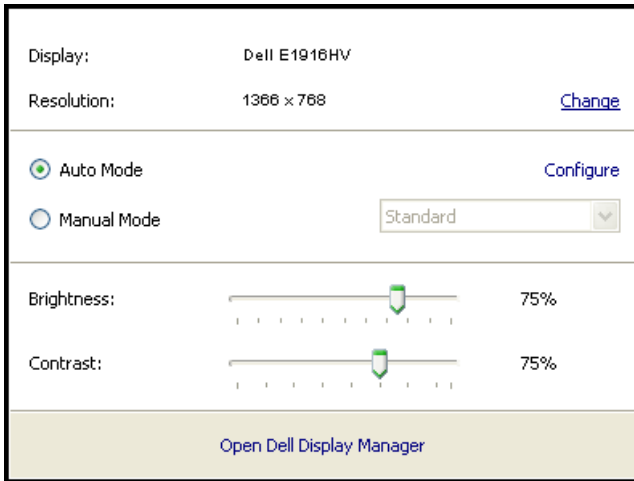 Display: Dell E1916HV
Resolution: 1366 x 768 Change
Auto Mode Configure
Manual Mode Standard
Brightness: 75%
Contrast: 75%
Open Dell Display Manager